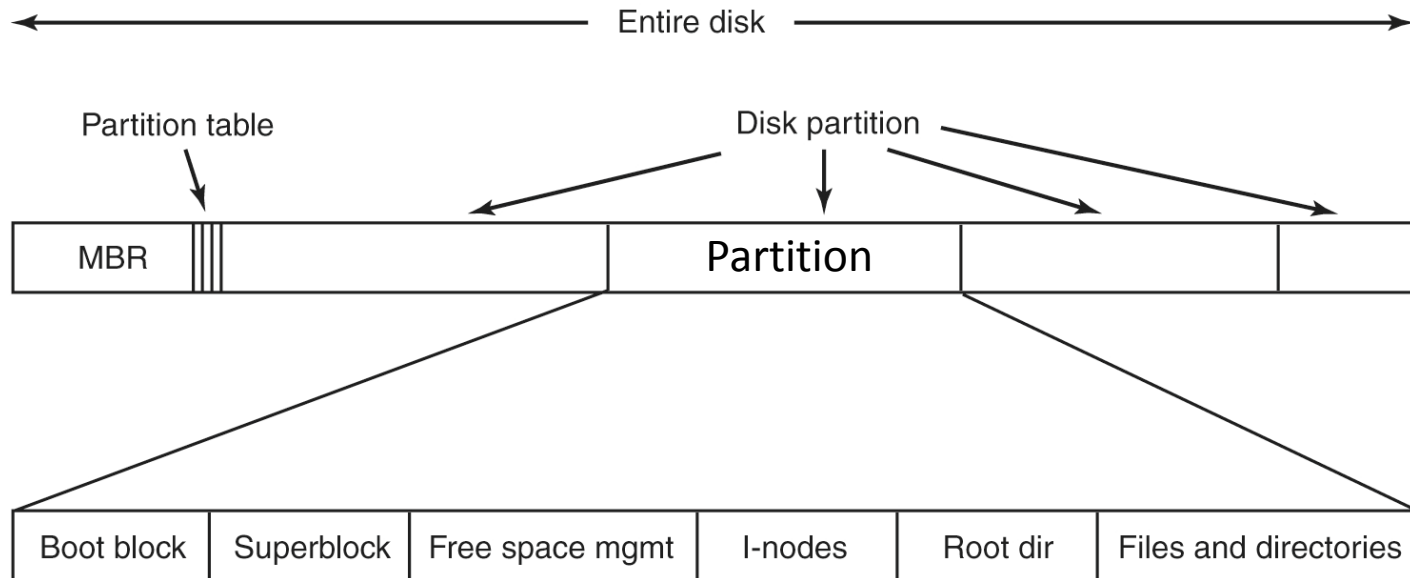 Entire disk
Partition table
Disk partition
MBR
Partition
Boot block
Superblock
Free space mgmt
I-nodes
Root dir
Files and directories